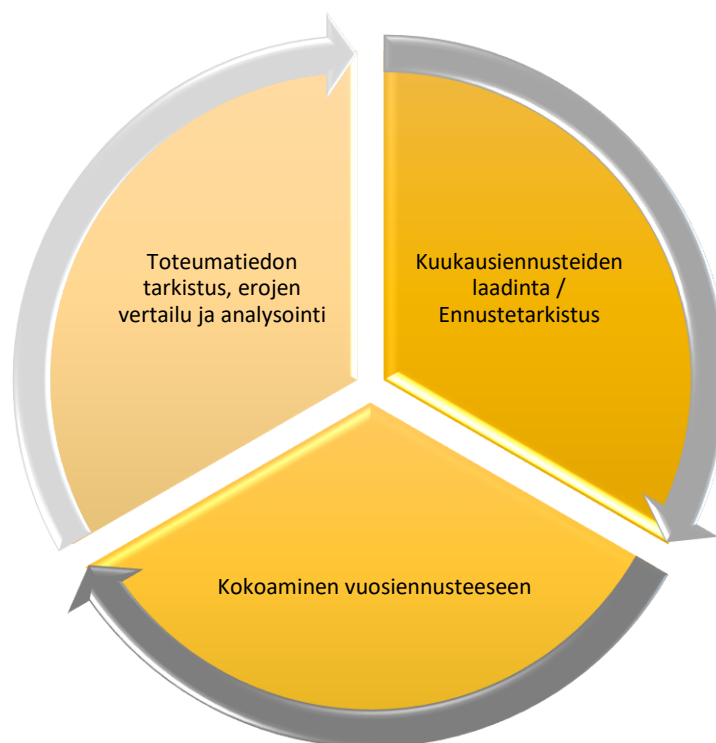 Toteumatiedon
tarkistus, erojen
vertailu ja analysointi
Kuukausiennusteiden
laadinta /
Ennustetarkistus
Kokoaminen vuosiennusteeseen